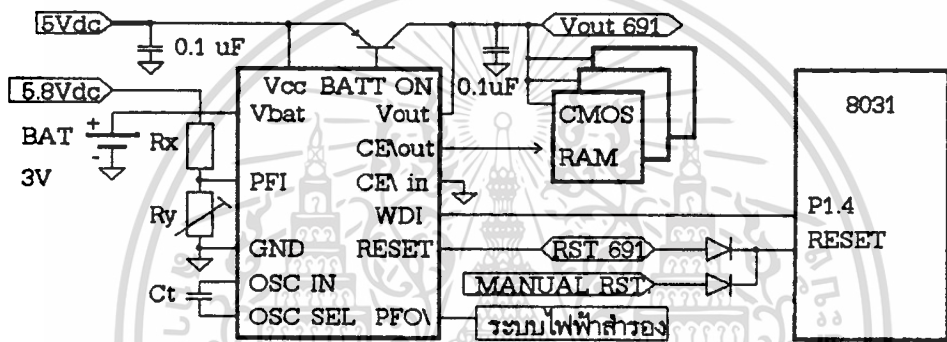 5Vdc
0.1 uF
Vout 691
5.8Vdc
Vcc BATT ON
0.1uF
8031
Vbat
Vout
CMOS
RAM
BAT
+
-
3V
Rx
CE\out
PFI
CE\ in
Ry
WDI
P1.4
GND
RESET
RST 691
RESET
OSC IN
MANUAL RST.
Ct
OSC SEL
PFO\
ระบบไฟฟ้าสำรอง